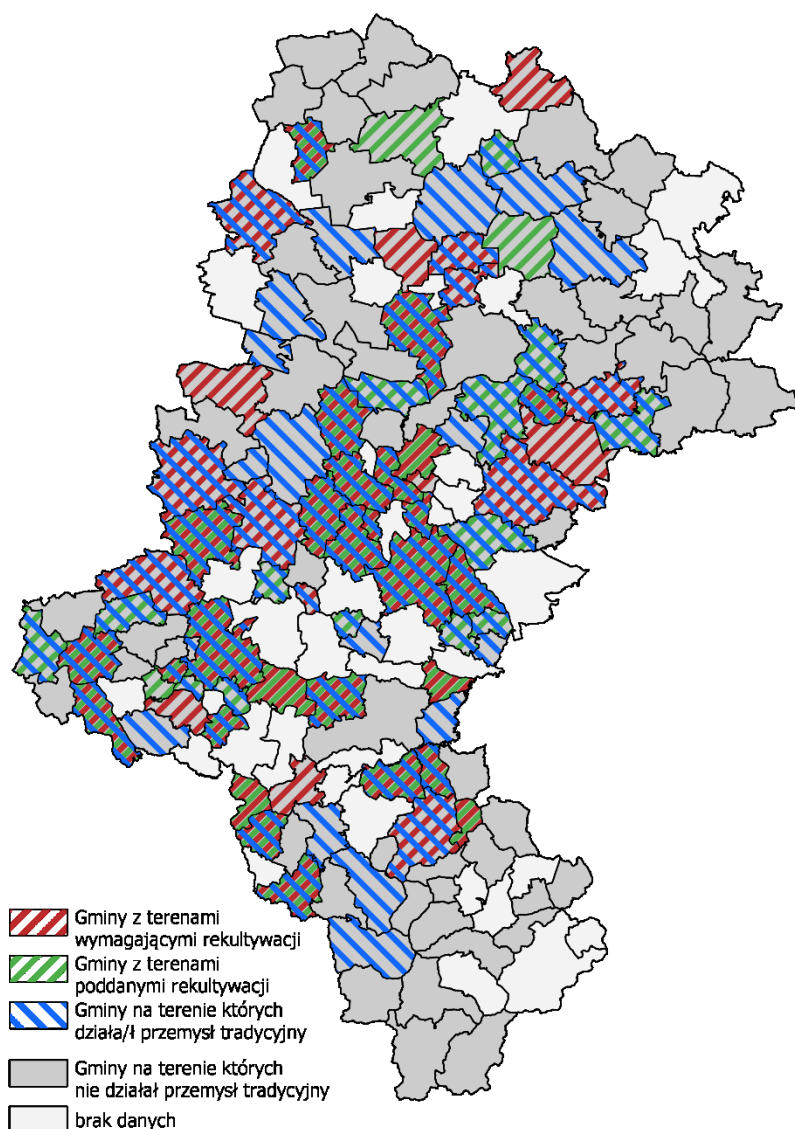 Gminy z terenami
wymagającymi rekultywacji
Gminy z terenami
poddanymi rekultywacji
Gminy na terenie których
działa/ł przemysł tradycyjny
Gminy na terenie których
nie działał przemysł tradycyjny
brak danych